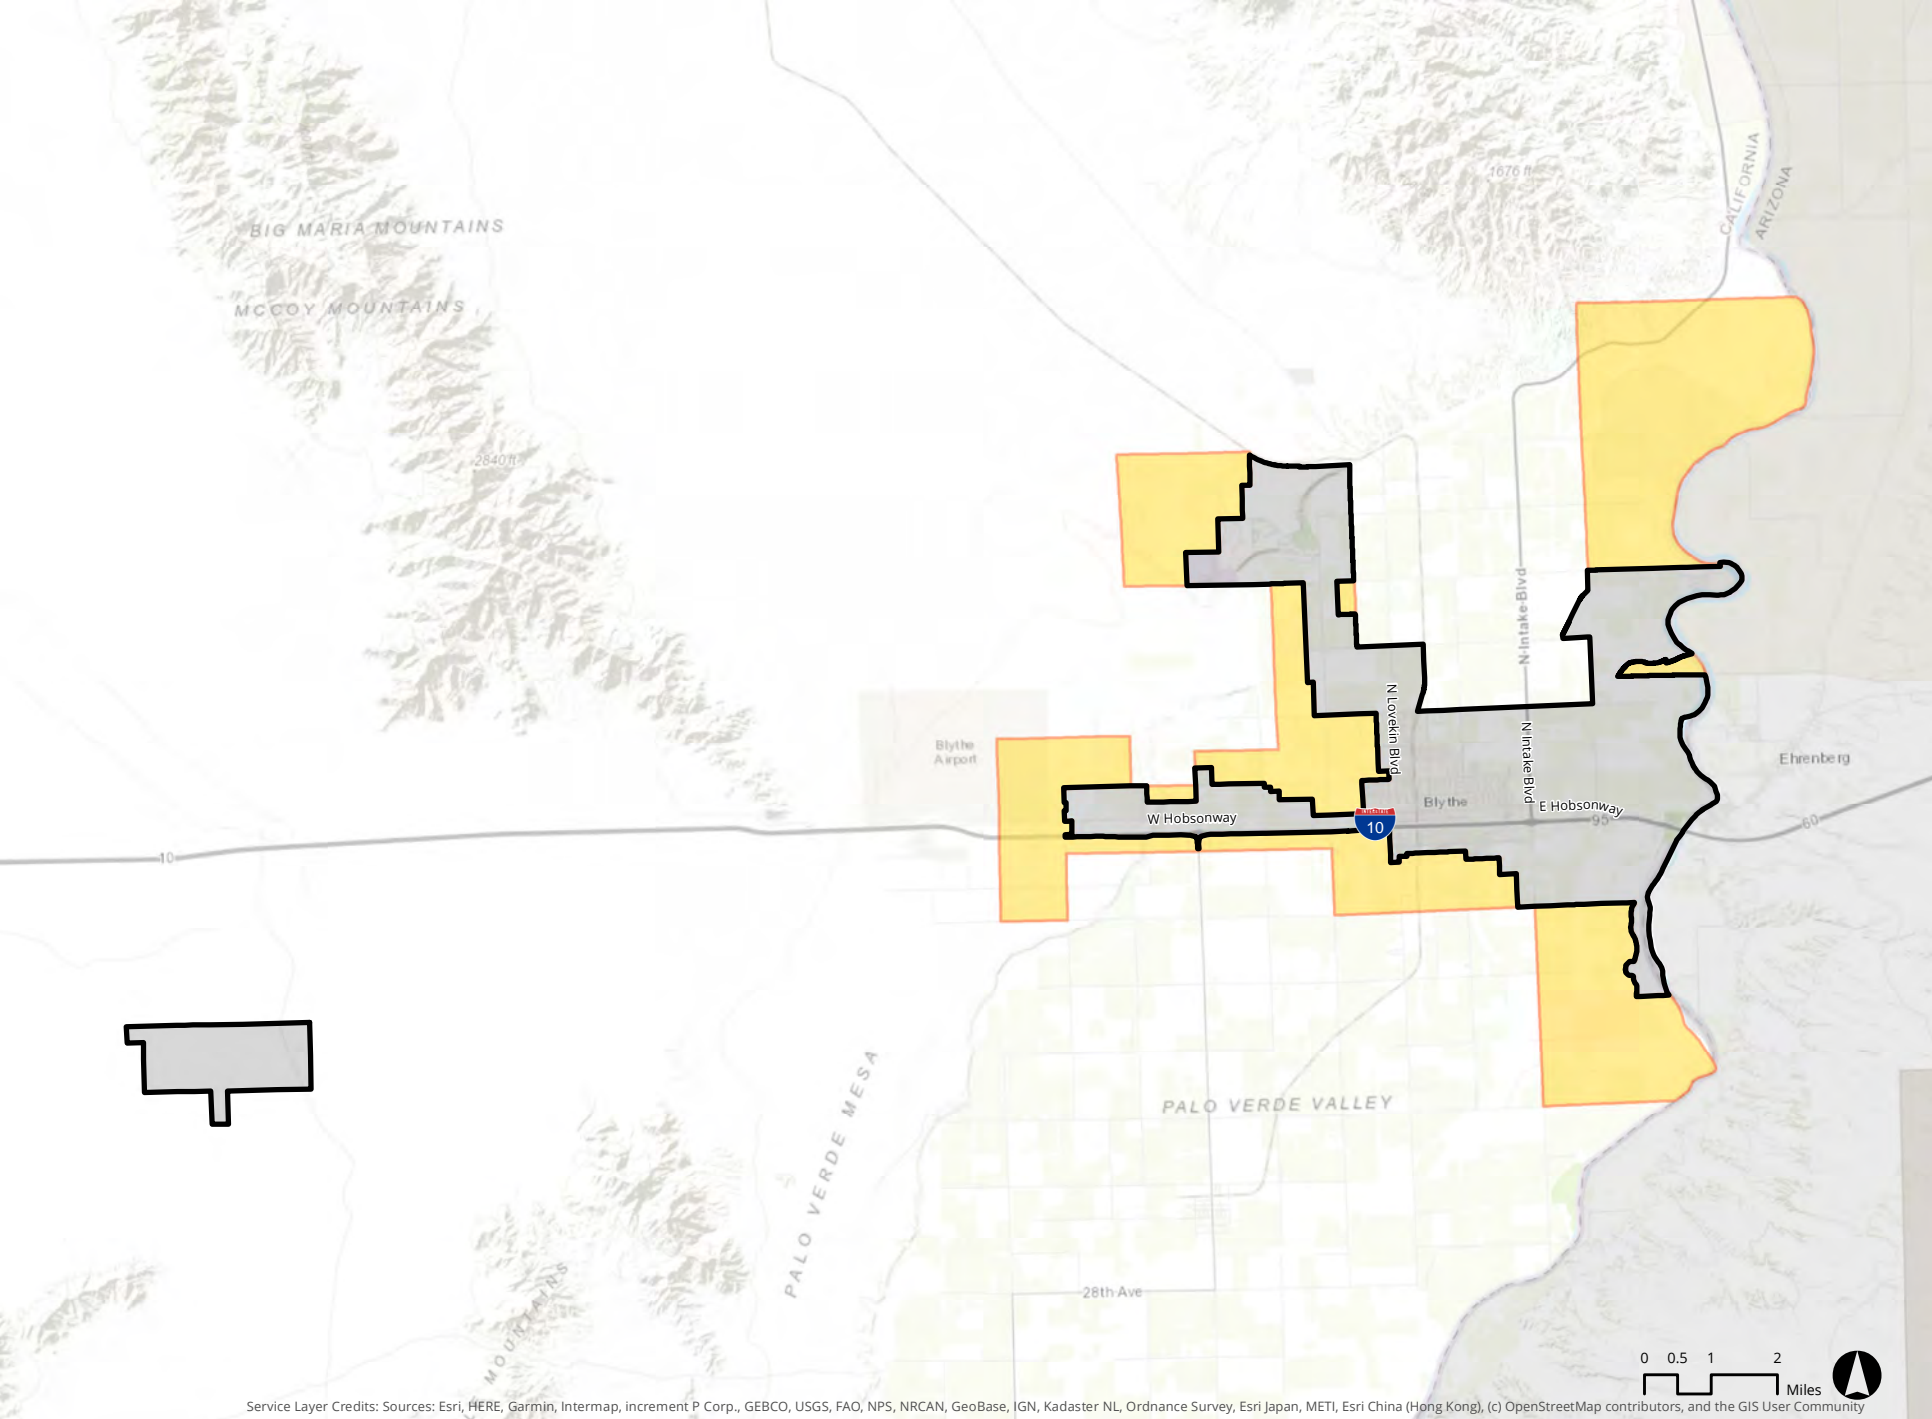 1676 ft
CALIFORNIA
ARIZONA
BIG MARIA MOUNTAINS
MCCOY MOUNTAINS
2840 ft
N Intake Blvd
N Lovekin Blvd
N Intake Blvd
Blythe
Airport
Ehrenberg
W Hobsonway
10
Blythe
E Hobsonway
95
60
10
PALO VERDE MESA
PALO VERDE VALLEY
28th Ave
MOUNTAINS
0 0.5 1 2
Miles
Service Layer Credits: Sources: Esri, HERE, Garmin, Intermap, increment P Corp., GEBCO, USGS, FAO, NPS, NRCAN, GeoBase, IGN, Kadaster NL, Ordnance Survey, Esri Japan, METI, Esri China (Hong Kong), (c) OpenStreetMap contributors, and the GIS User Community